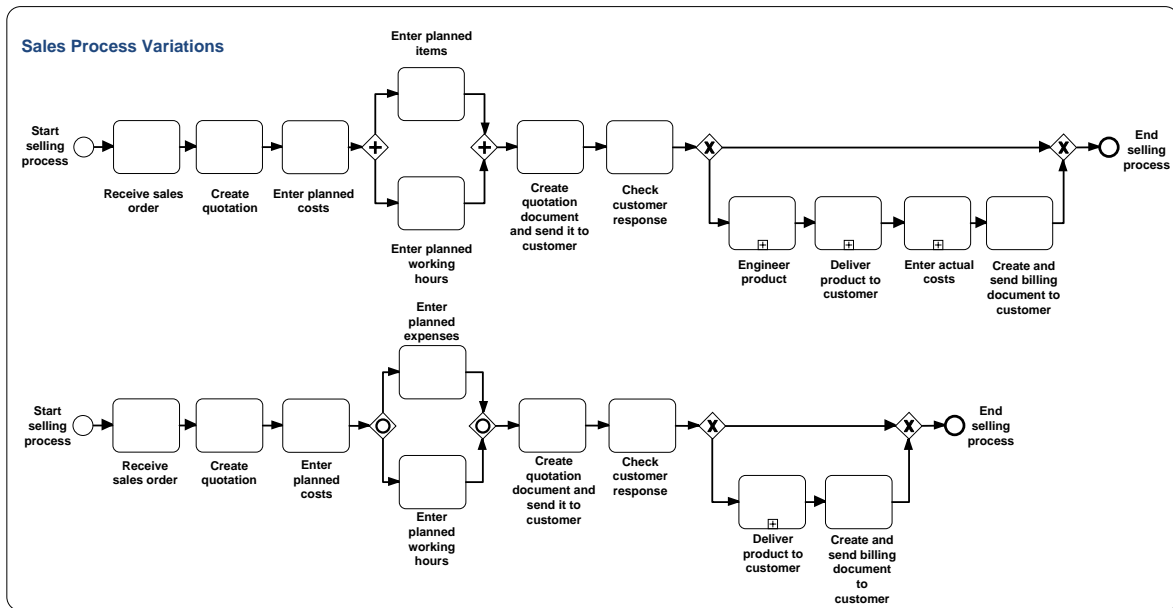 Sales Process Variations
Enter planned
items
Start
selling
process
Receive sales
order
Create
quotation
Enter planned
costs
Enter planned
working
hours
Create
quotation
document
and send it to
customer
Check
customer
response
Engineer
product
Deliver
product to
customer
Enter actual
costs
Create and
send billing
document to
customer
End
selling
process
Enter
planned
expenses
Start
selling
process
Receive
sales order
Create
quotation
Enter
planned
costs
Enter
planned
working
hours
Create
quotation
document and
send it to
customer
Check
customer
response
Deliver
product to
customer
Create and
send billing
document
to
customer
End
selling
process